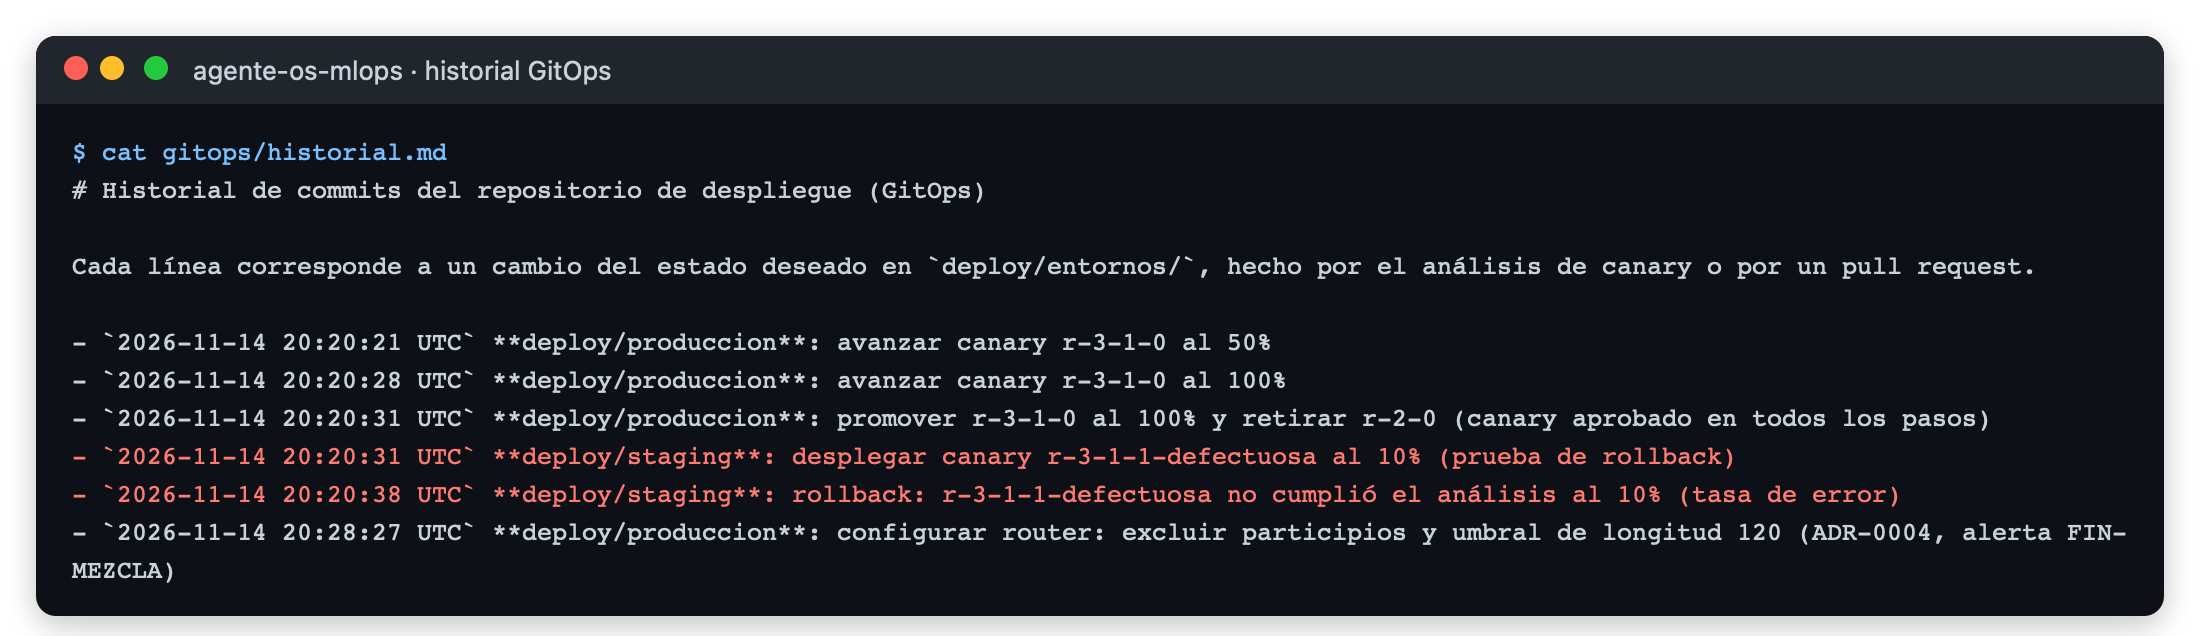 agente-os-mlops · historial GitOps
$ cat gitops/historial.md
# Historial de commits del repositorio de despliegue (GitOps)
Cada línea corresponde a un cambio del estado deseado en `deploy/entornos/`, hecho por el análisis de canary o por un pull request.
- `2026-11-14 20:20:21 UTC` **deploy/produccion**: avanzar canary r-3-1-0 al 50%
- `2026-11-14 20:20:28 UTC` **deploy/produccion**: avanzar canary r-3-1-0 al 100%
- `2026-11-14 20:20:31 UTC` **deploy/produccion**: promover r-3-1-0 al 100% y retirar r-2-0 (canary aprobado en todos los pasos)
- `2026-11-14 20:20:31 UTC` **deploy/staging**: desplegar canary r-3-1-1-defectuosa al 10% (prueba de rollback)
- `2026-11-14 20:20:38 UTC` **deploy/staging**: rollback: r-3-1-1-defectuosa no cumplió el análisis al 10% (tasa de error)
- `2026-11-14 20:28:27 UTC` **deploy/produccion**: configurar router: excluir participios y umbral de longitud 120 (ADR-0004, alerta FIN-
MEZCLA)